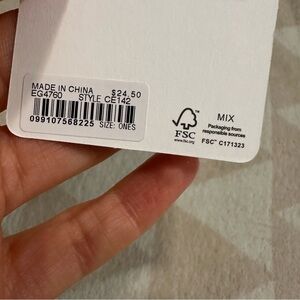 MADE IN CHINA $24.50
EG4760 STYLE CE142
099107568225 SIZE: ONES
FSC
www.fsc.org
MIX
Packaging from
responsible sources
FSC™ C171323